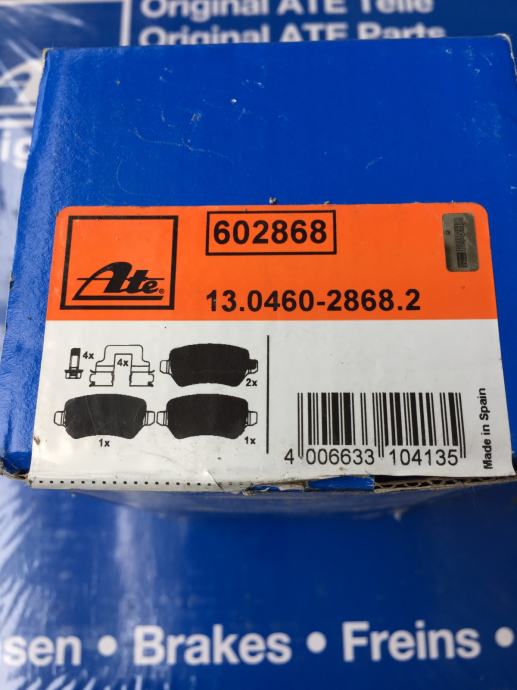 Original ATE Teile
Original ATE Parts
602868
Ate®
13.0460-2868.2
4x
4x
2x
1x
1x
4 006633 104135
Made in Spain
sen • Brakes • Freins •